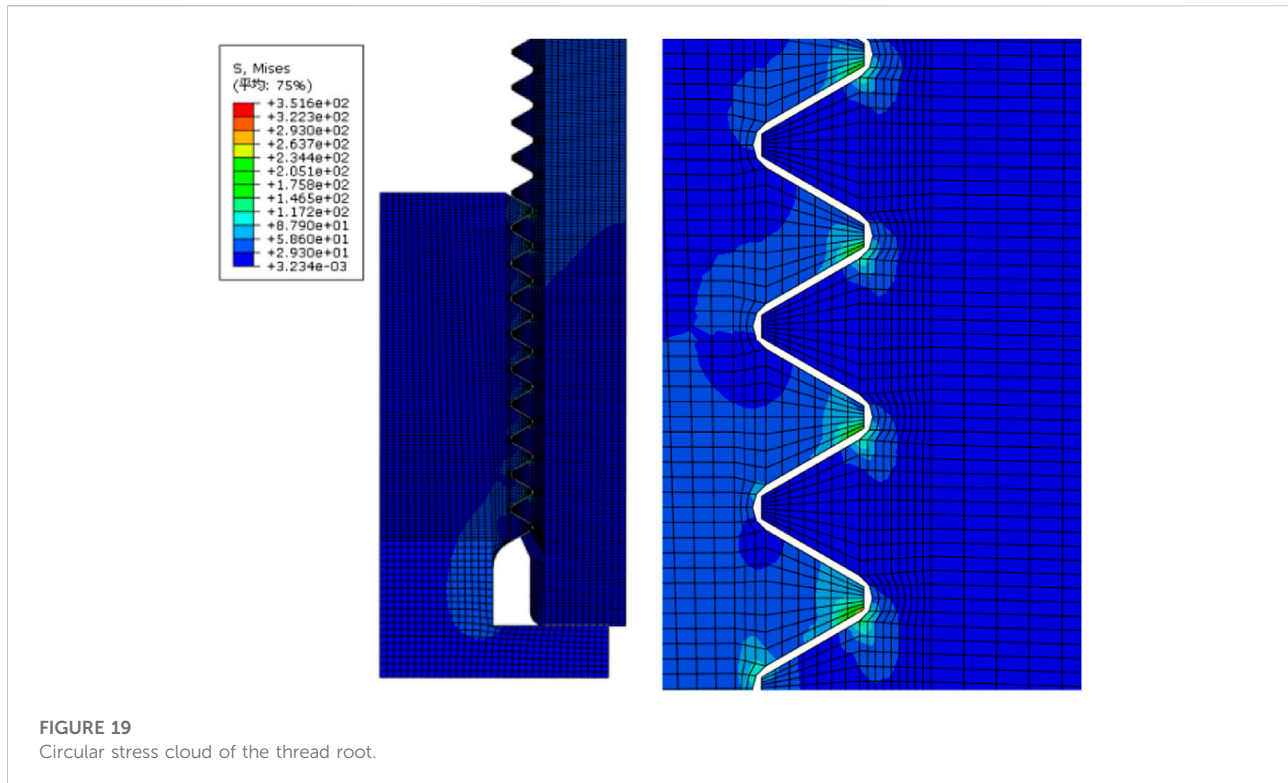 S, Mises
(平均: 75%)
+3.516e+02
+3.223e+02
+2.930e+02
+2.637e+02
+2.344e+02
+2.051e+02
+1.758e+02
+1.465e+02
+1.172e+02
+8.790e+01
+5.860e+01
+2.930e+01
+3.234e-03
FIGURE 19
Circular stress cloud of the thread root.